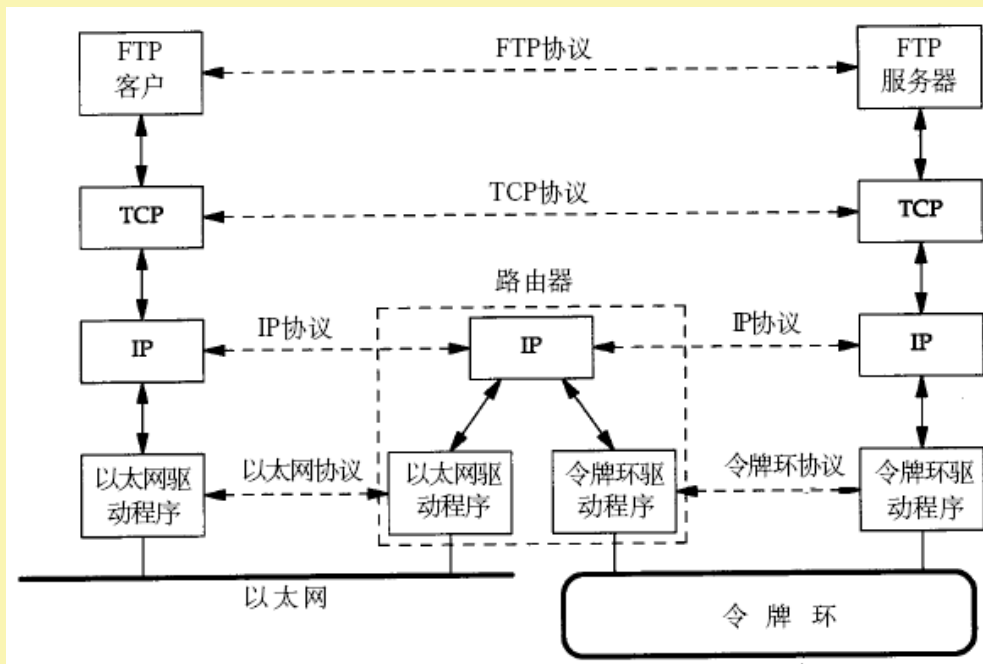 FTP
客户
FTP协议
FTP
服务器
TCP
TCP协议
TCP
路由器
IP
IP协议
IP
IP协议
IP
以太网驱
动程序
以太网协议
以太网驱
动程序
令牌环驱
动程序
令牌环协议
令牌环驱
动程序
以太网
令牌环